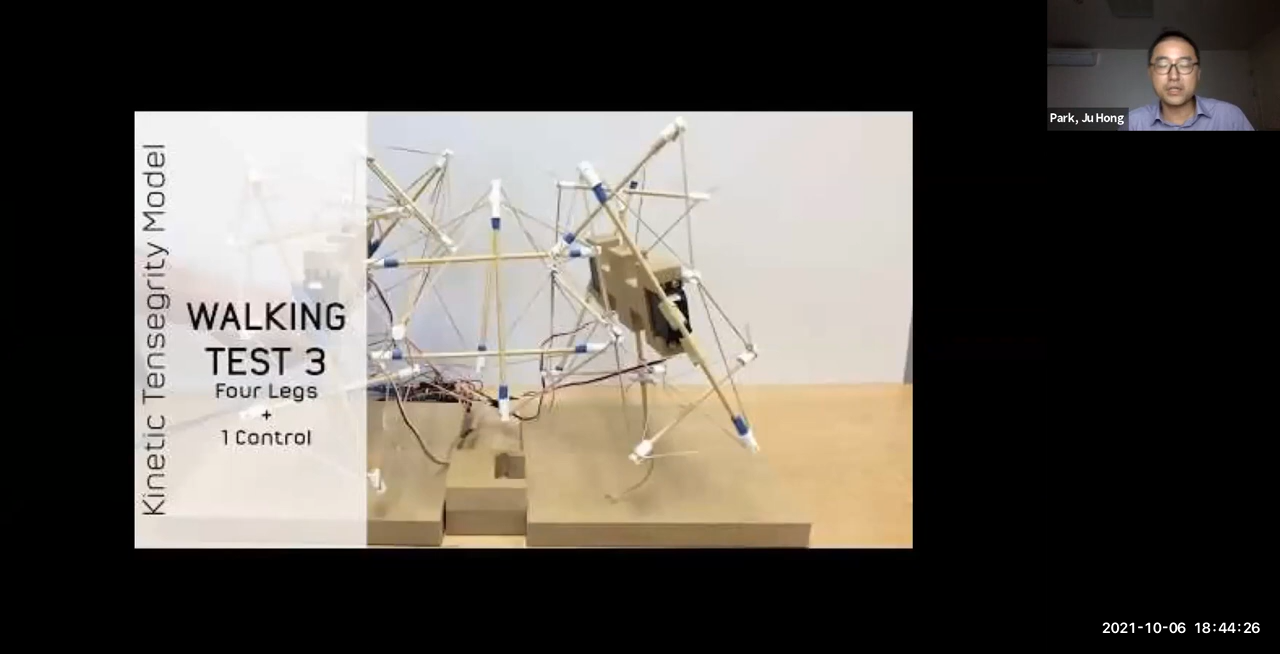 Park, Ju Hong
Kinetic Tensegrity Model
WALKING
TEST 3
Four Legs
+
1 Control
2021-10-06 18:44:26